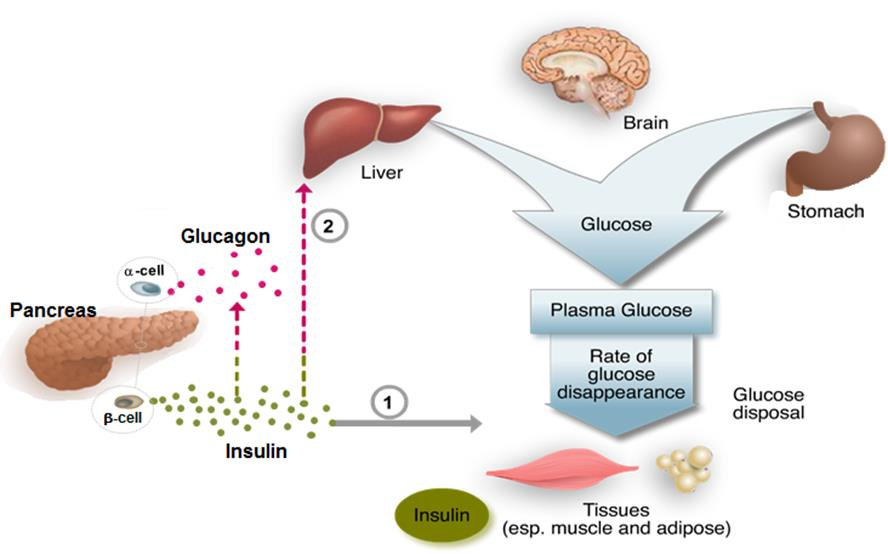 Brain
Liver
Stomach
2
Glucose
Glucagon
α-cell
Pancreas
Plasma Glucose
Rate of
glucose
disappearance
Glucose
disposal
β-cell
1
Insulin
Insulin
Tissues
(esp. muscle and adipose)